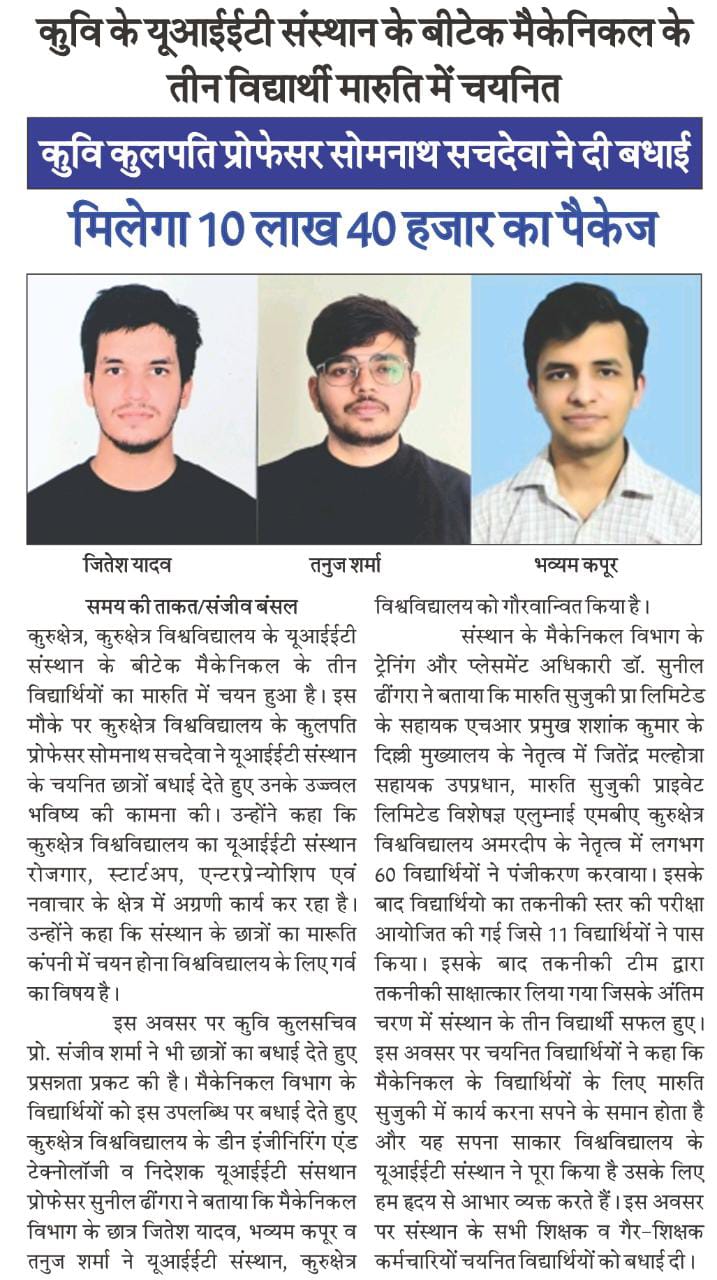 कुवि के यूआईईटी संस्थान के बीटेक मैकेनिकल के
तीन विद्यार्थी मारुति में चयनित
कुवि कुलपति प्रोफेसर सोमनाथ सचदेवा ने दी बधाई
मिलेगा 10 लाख 40 हजार का पैकेज
जितेश यादव
तनुज शर्मा
भव्यम कपूर
समय की ताकत/संजीव बंसल
कुरुक्षेत्र, कुरुक्षेत्र विश्वविद्यालय के यूआईईटी
संस्थान के बीटेक मैकेनिकल के तीन
विद्यार्थियों का मारुति में चयन हुआ है। इस
मौके पर कुरुक्षेत्र विश्वविद्यालय के कुलपति
प्रोफेसर सोमनाथ सचदेवा ने यूआईईटी संस्थान
के चयनित छात्रों बधाई देते हुए उनके उज्ज्वल
भविष्य की कामना की। उन्होंने कहा कि
कुरुक्षेत्र विश्वविद्यालय का यूआईईटी संस्थान
रोजगार, स्टार्टअप, एन्टरप्रेन्योशिप एवं
नवाचार के क्षेत्र में अग्रणी कार्य कर रहा है।
उन्होंने कहा कि संस्थान के छात्रों का मारूति
कंपनी में चयन होना विश्वविद्यालय के लिए गर्व
का विषय है।
इस अवसर पर कुवि कुलसचिव
प्रो. संजीव शर्मा ने भी छात्रों का बधाई देते हुए
प्रसन्नता प्रकट की है। मैकेनिकल विभाग के
विद्यार्थियों को इस उपलब्धि पर बधाई देते हुए
कुरुक्षेत्र विश्वविद्यालय के डीन इंजीनिरिंग एंड
टेक्नोलॉजी व निदेशक यूआईईटी संसथान
प्रोफेसर सुनील ढींगरा ने बताया कि मैकेनिकल
विभाग के छात्र जितेश यादव, भव्यम कपूर व
तनुज शर्मा ने यूआईईटी संस्थान, कुरुक्षेत्र
विश्वविद्यालय को गौरवान्वित किया है।
संस्थान के मैकेनिकल विभाग के
ट्रेनिंग और प्लेसमेंट अधिकारी डॉ. सुनील
ढींगरा ने बताया कि मारुति सुजुकी प्रा लिमिटेड
के सहायक एचआर प्रमुख शशांक कुमार के
दिल्ली मुख्यालय के नेतृत्व में जितेंद्र मल्होत्रा
सहायक उपप्रधान, मारुति सुजुकी प्राइवेट
लिमिटेड विशेषज्ञ एलुम्नाई एमबीए कुरुक्षेत्र
विश्वविद्यालय अमरदीप के नेतृत्व में लगभग
60 विद्यार्थियों ने पंजीकरण करवाया। इसके
बाद विद्यार्थियो का तकनीकी स्तर की परीक्षा
आयोजित की गई जिसे 11 विद्यार्थियों ने पास
किया। इसके बाद तकनीकी टीम द्वारा
तकनीकी साक्षात्कार लिया गया जिसके अंतिम
चरण में संस्थान के तीन विद्यार्थी सफल हुए।
इस अवसर पर चयनित विद्यार्थियों ने कहा कि
मैकेनिकल के विद्यार्थियों के लिए मारुति
सुजुकी में कार्य करना सपने के समान होता है
और यह सपना साकार विश्वविद्यालय के
यूआईईटी संस्थान ने पूरा किया है उसके लिए
हम हृदय से आभार व्यक्त करते हैं। इस अवसर
पर संस्थान के सभी शिक्षक व गैर-शिक्षक
कर्मचारियों चयनित विद्यार्थियों को बधाई दी।